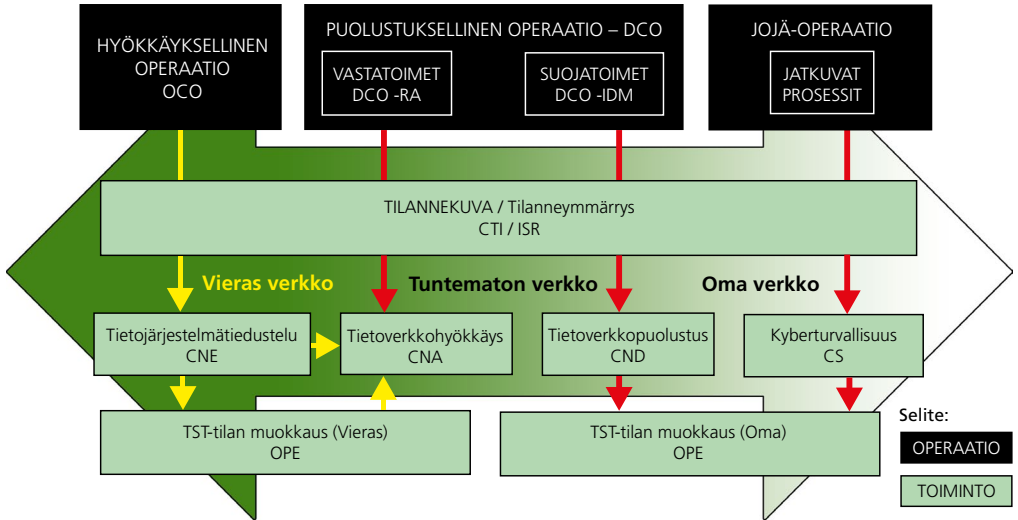 HYÖKKÄYKSELLINEN
OPERAATIO
OCO
PUOLUSTUKSELLINEN OPERAATIO – DCO
VASTATOIMET
DCO -RA
SUOJATOIMET
DCO -IDM
JOJÄ-OPERAATIO
JATKUVAT
PROSESSIT
TILANNEKUVA / Tilanneymmärrys
CTI / ISR
Vieras verkko
Tuntematon verkko
Oma verkko
Tietojärjestelmätiedustelu
CNE
Tietoverkkohyökkäys
CNA
Tietoverkkopuolustus
CND
Kyberturvallisuus
CS
TST-tilan muokkaus (Vieras)
OPE
TST-tilan muokkaus (Oma)
OPE
Selite:
OPERAATIO
TOIMINTO